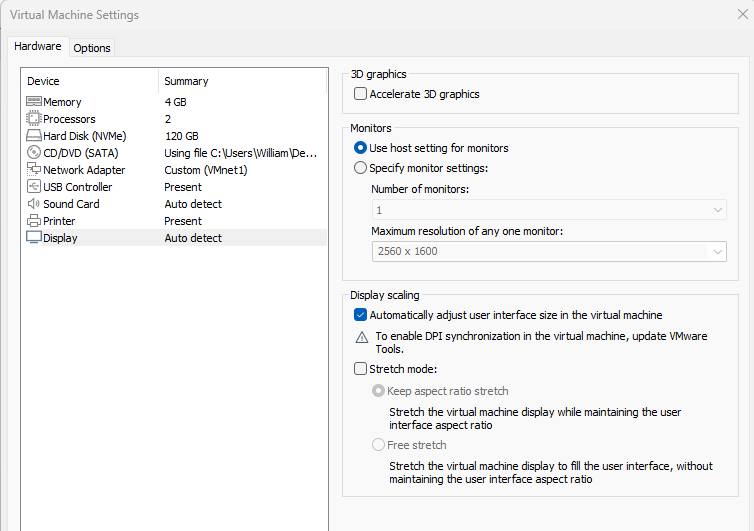 Virtual Machine Settings
Hardware
Options
Device Summary
Memory 4 GB
Processors 2
Hard Disk (NVMe) 120 GB
CD/DVD (SATA) Using file C:\Users\William\De...
Network Adapter Custom (VMnet1)
USB Controller Present
Sound Card Auto detect
Printer Present
Display Auto detect
3D graphics
Accelerate 3D graphics
Monitors
Use host setting for monitors
Specify monitor settings:
Number of monitors:
1
Maximum resolution of any one monitor:
2560 x 1600
Display scaling
Automatically adjust user interface size in the virtual machine
To enable DPI synchronization in the virtual machine, update VMware
Tools.
Stretch mode:
Keep aspect ratio stretch
Stretch the virtual machine display while maintaining the user
interface aspect ratio
Free stretch
Stretch the virtual machine display to fill the user interface, without
maintaining the user interface aspect ratio